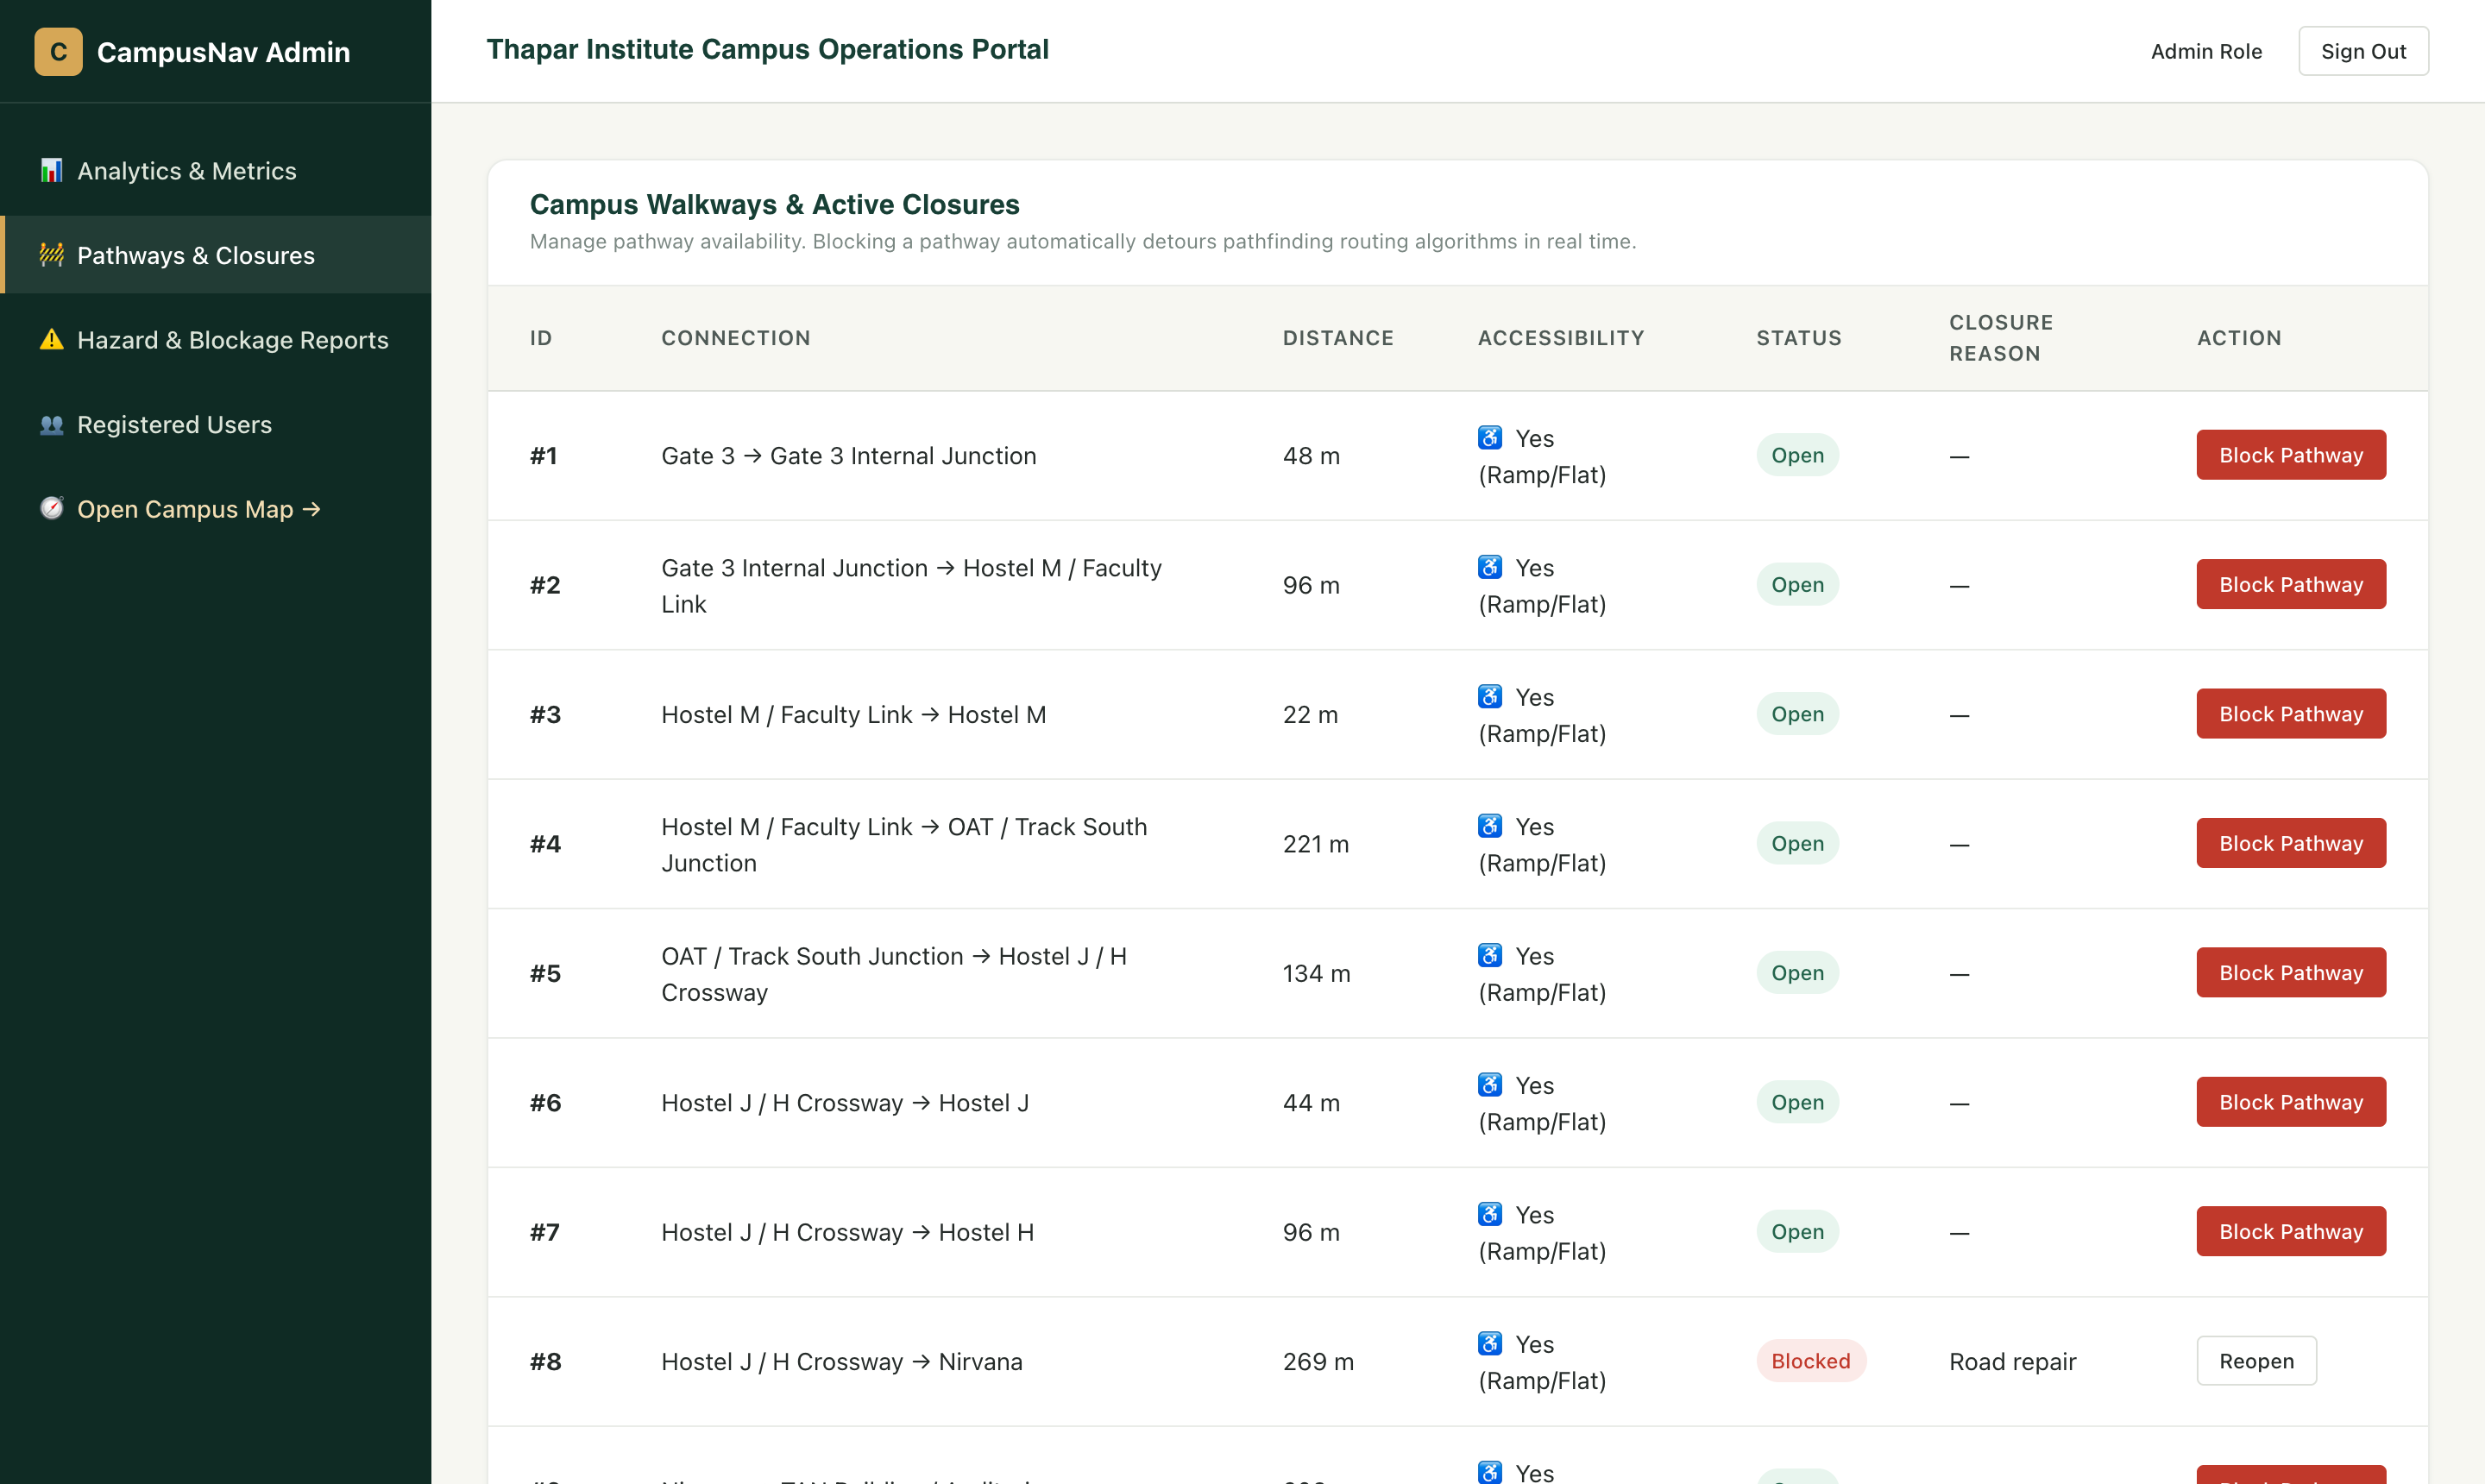 C CampusNav Admin
Thapar Institute Campus Operations Portal
Admin Role
Sign Out
Analytics & Metrics
Pathways & Closures
Hazard & Blockage Reports
Registered Users
Open Campus Map →
Campus Walkways & Active Closures
Manage pathway availability. Blocking a pathway automatically detours pathfinding routing algorithms in real time.
ID CONNECTION DISTANCE ACCESSIBILITY STATUS CLOSURE REASON ACTION
#1 Gate 3 → Gate 3 Internal Junction 48 m Yes (Ramp/Flat) Open — Block Pathway
#2 Gate 3 Internal Junction → Hostel M / Faculty Link 96 m Yes (Ramp/Flat) Open — Block Pathway
#3 Hostel M / Faculty Link → Hostel M 22 m Yes (Ramp/Flat) Open — Block Pathway
#4 Hostel M / Faculty Link → OAT / Track South Junction 221 m Yes (Ramp/Flat) Open — Block Pathway
#5 OAT / Track South Junction → Hostel J / H Crossway 134 m Yes (Ramp/Flat) Open — Block Pathway
#6 Hostel J / H Crossway → Hostel J 44 m Yes (Ramp/Flat) Open — Block Pathway
#7 Hostel J / H Crossway → Hostel H 96 m Yes (Ramp/Flat) Open — Block Pathway
#8 Hostel J / H Crossway → Nirvana 269 m Yes (Ramp/Flat) Blocked Road repair Reopen
Yes